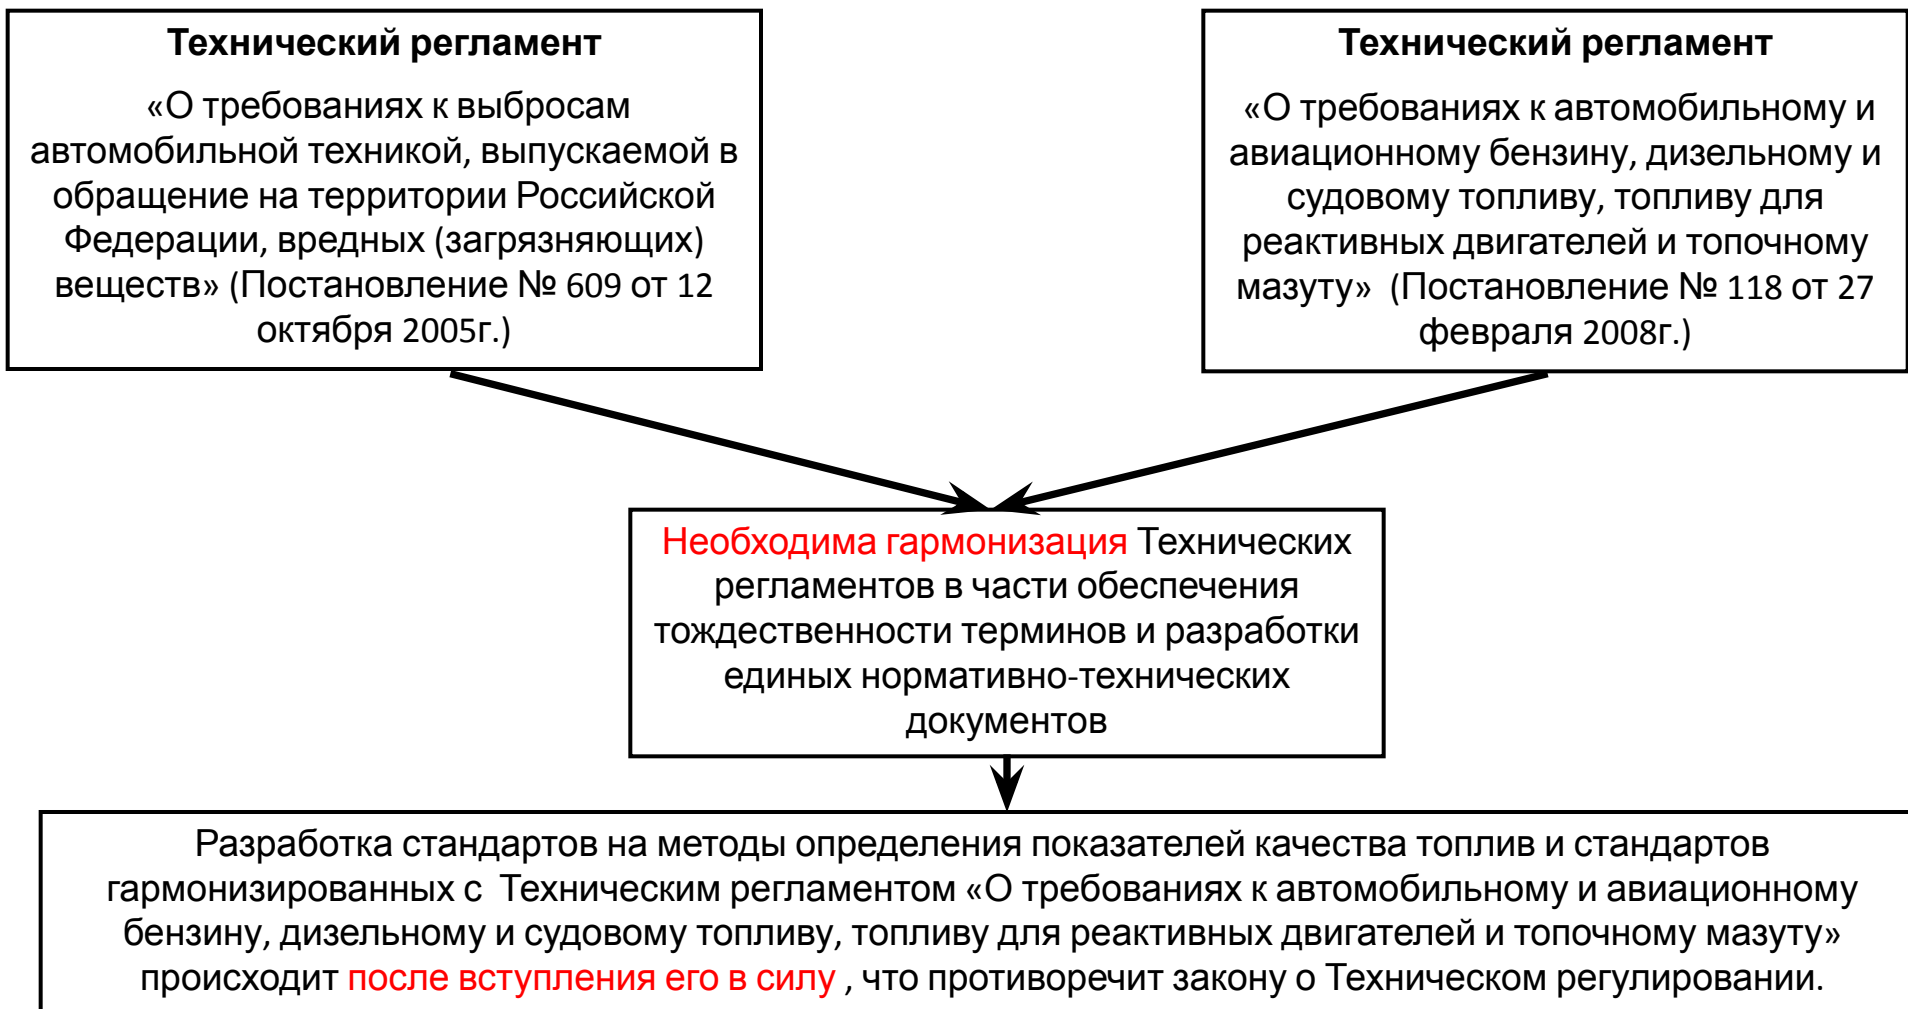 Технический регламент
«О требованиях к выбросам
автомобильной техникой, выпускаемой в
обращение на территории Российской
Федерации, вредных (загрязняющих)
веществ» (Постановление № 609 от 12
октября 2005г.)
Технический регламент
«О требованиях к автомобильному и
авиационному бензину, дизельному и
судовому топливу, топливу для
реактивных двигателей и топочному
мазуту»  (Постановление № 118 от 27
февраля 2008г.)
Необходима гармонизация Технических
регламентов в части обеспечения
тождественности терминов и разработки
единых нормативно-технических
документов
Разработка стандартов на методы определения показателей качества топлив и стандартов
гармонизированных с  Техническим регламентом «О требованиях к автомобильному и авиационному
бензину, дизельному и судовому топливу, топливу для реактивных двигателей и топочному мазуту»
происходит после вступления его в силу , что противоречит закону о Техническом регулировании.